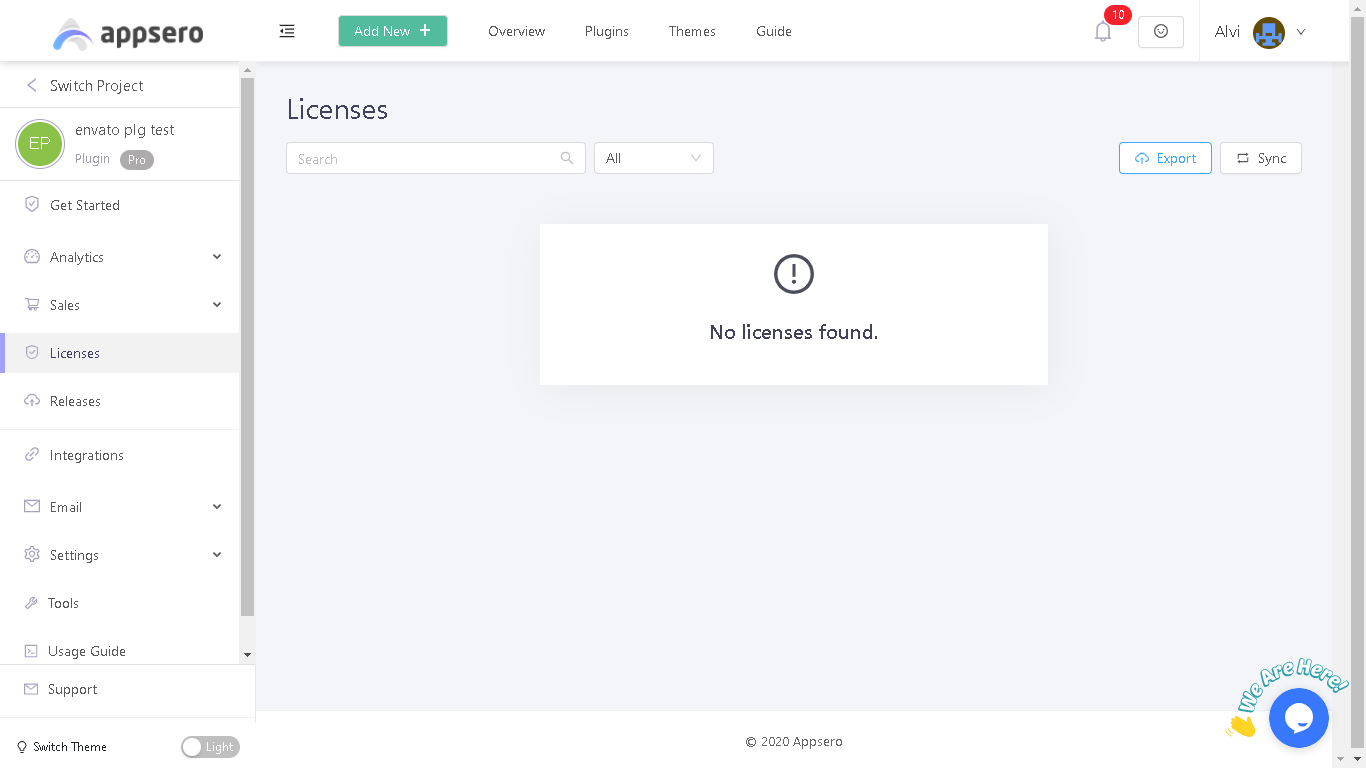 appsero
Add New +
Overview
Plugins
Themes
Guide
10
Alvi
Switch Project
EP
envato plg test
Plugin Pro
Get Started
Analytics
Sales
Licenses
Releases
Integrations
Email
Settings
Tools
Usage Guide
Support
Switch Theme Light
Licenses
Search
All
Export
Sync
No licenses found.
We Are Here!
© 2020 Appsero